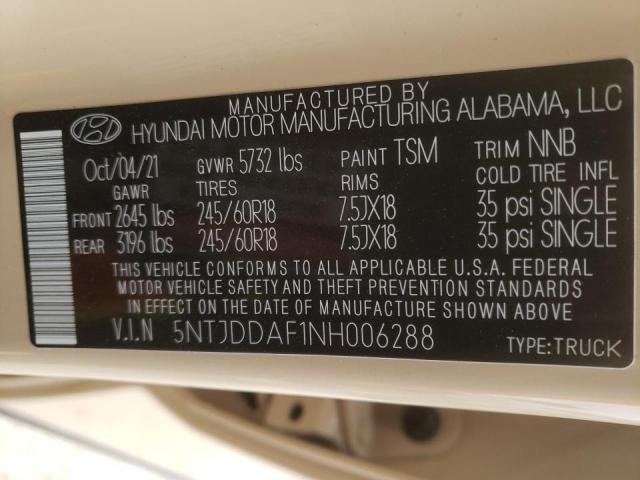 MANUFACTURED BY
HYUNDAI MOTOR MANUFACTURING ALABAMA, LLC
Oct/04/21 GVWR 5732 lbs PAINT TSM TRIM NNB
GAWR TIRES RIMS COLD TIRE INFL
FRONT 2645 lbs 245/60R18 7.5JX18 35 psi SINGLE
REAR 3196 lbs 245/60R18 7.5JX18 35 psi SINGLE
THIS VEHICLE CONFORMS TO ALL APPLICABLE U.S.A. FEDERAL
MOTOR VEHICLE SAFETY AND THEFT PREVENTION STANDARDS
IN EFFECT ON THE DATE OF MANUFACTURE SHOWN ABOVE
V.I.N 5NTJDDAF1NH006288 TYPE:TRUCK